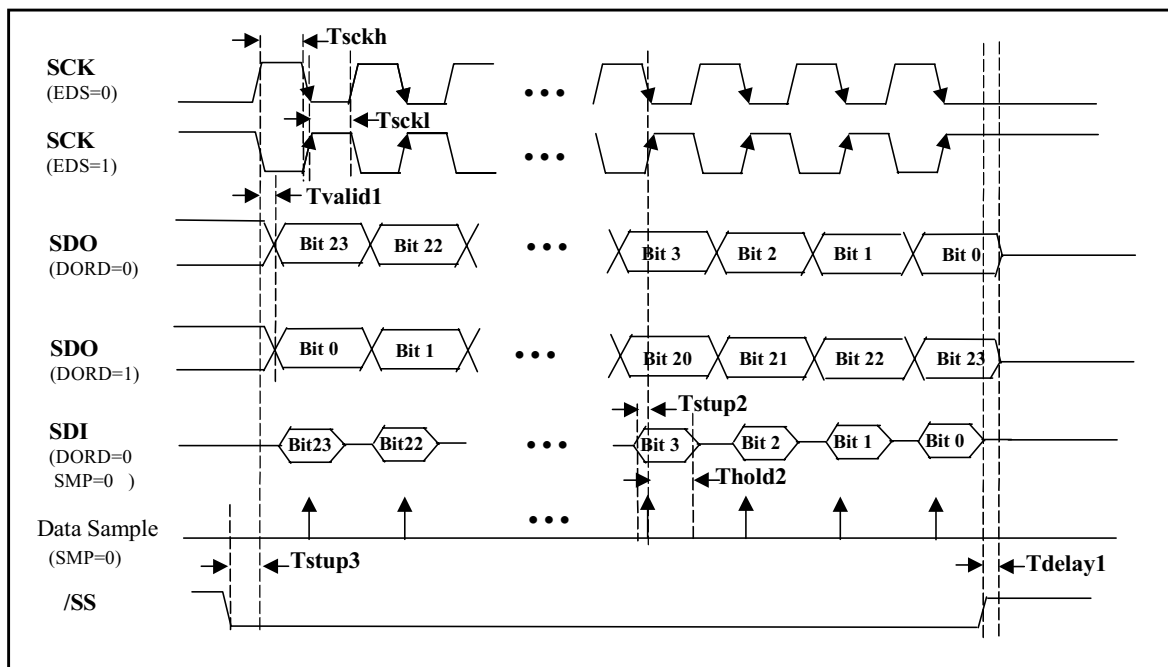 Tsckh
SCK
(EDS=0)
•••
Tsckl
SCK
(EDS=1)
•••
Tvalid1
SDO
(DORD=0)
Bit 23 Bit 22 ••• Bit 3 Bit 2 Bit 1 Bit 0
SDO
(DORD=1)
Bit 0 Bit 1 ••• Bit 20 Bit 21 Bit 22 Bit 23
Tstup2
SDI
(DORD=0
SMP=0 )
Bit23 Bit22 ••• Bit 3 Bit 2 Bit 1 Bit 0
Thold2
Data Sample
(SMP=0)
•••
Tstup3
Tdelay1
/SS